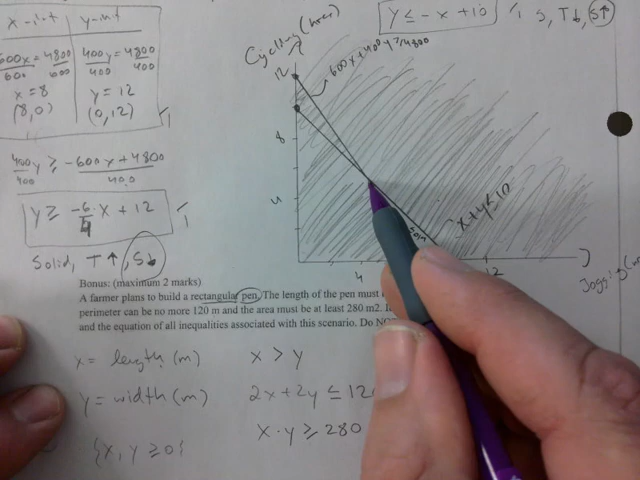 x-int y-int
600x = 4800 400y = 4800
600 600 400 400
x = 8 y = 12
(8,0) (0,12)
400y ≥ -600x + 4800
400 400
y ≥ -6/4 x + 12
Solid, T↑, S↓
Cycling (hours)
12
8
4
600x + 400y ≥ 4800
y ≤ -x + 10
S, T↓, S↑
x+y≤10
4
12
Bonus: (maximum 2 marks)
A farmer plans to build a rectangular pen. The length of the pen must
perimeter can be no more 120 m and the area must be at least 280 m2.
and the equation of all inequalities associated with this scenario. Do
x = length (m) x > y
y = width (m) 2x+2y ≤ 12
{x, y ≥ 0} x · y ≥ 280